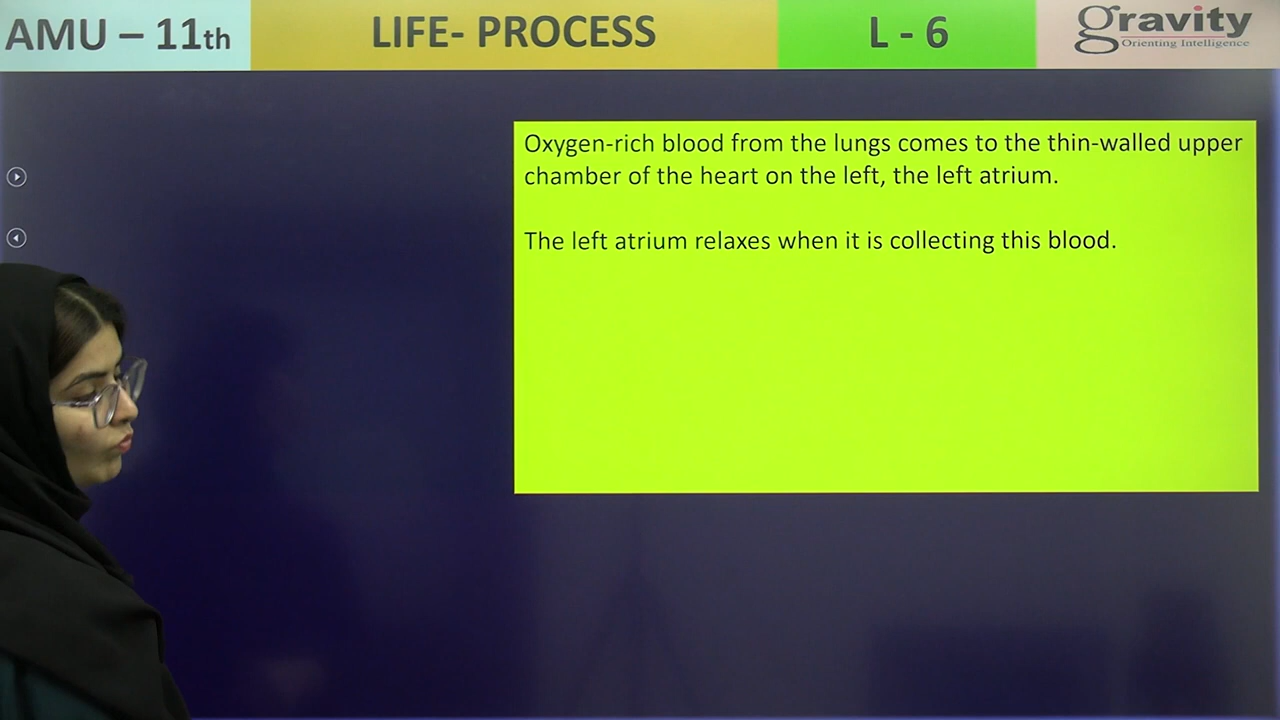 AMU – 11th
LIFE- PROCESS
L - 6
gravity
Orienting Intelligence
Oxygen-rich blood from the lungs comes to the thin-walled upper
chamber of the heart on the left, the left atrium.
The left atrium relaxes when it is collecting this blood.